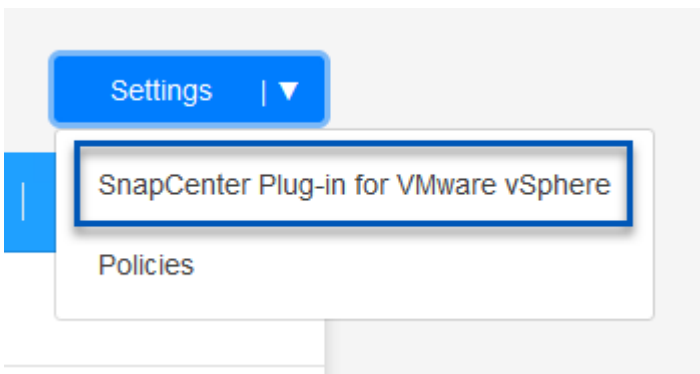 Settings | ▼
SnapCenter Plug-in for VMware vSphere
Policies